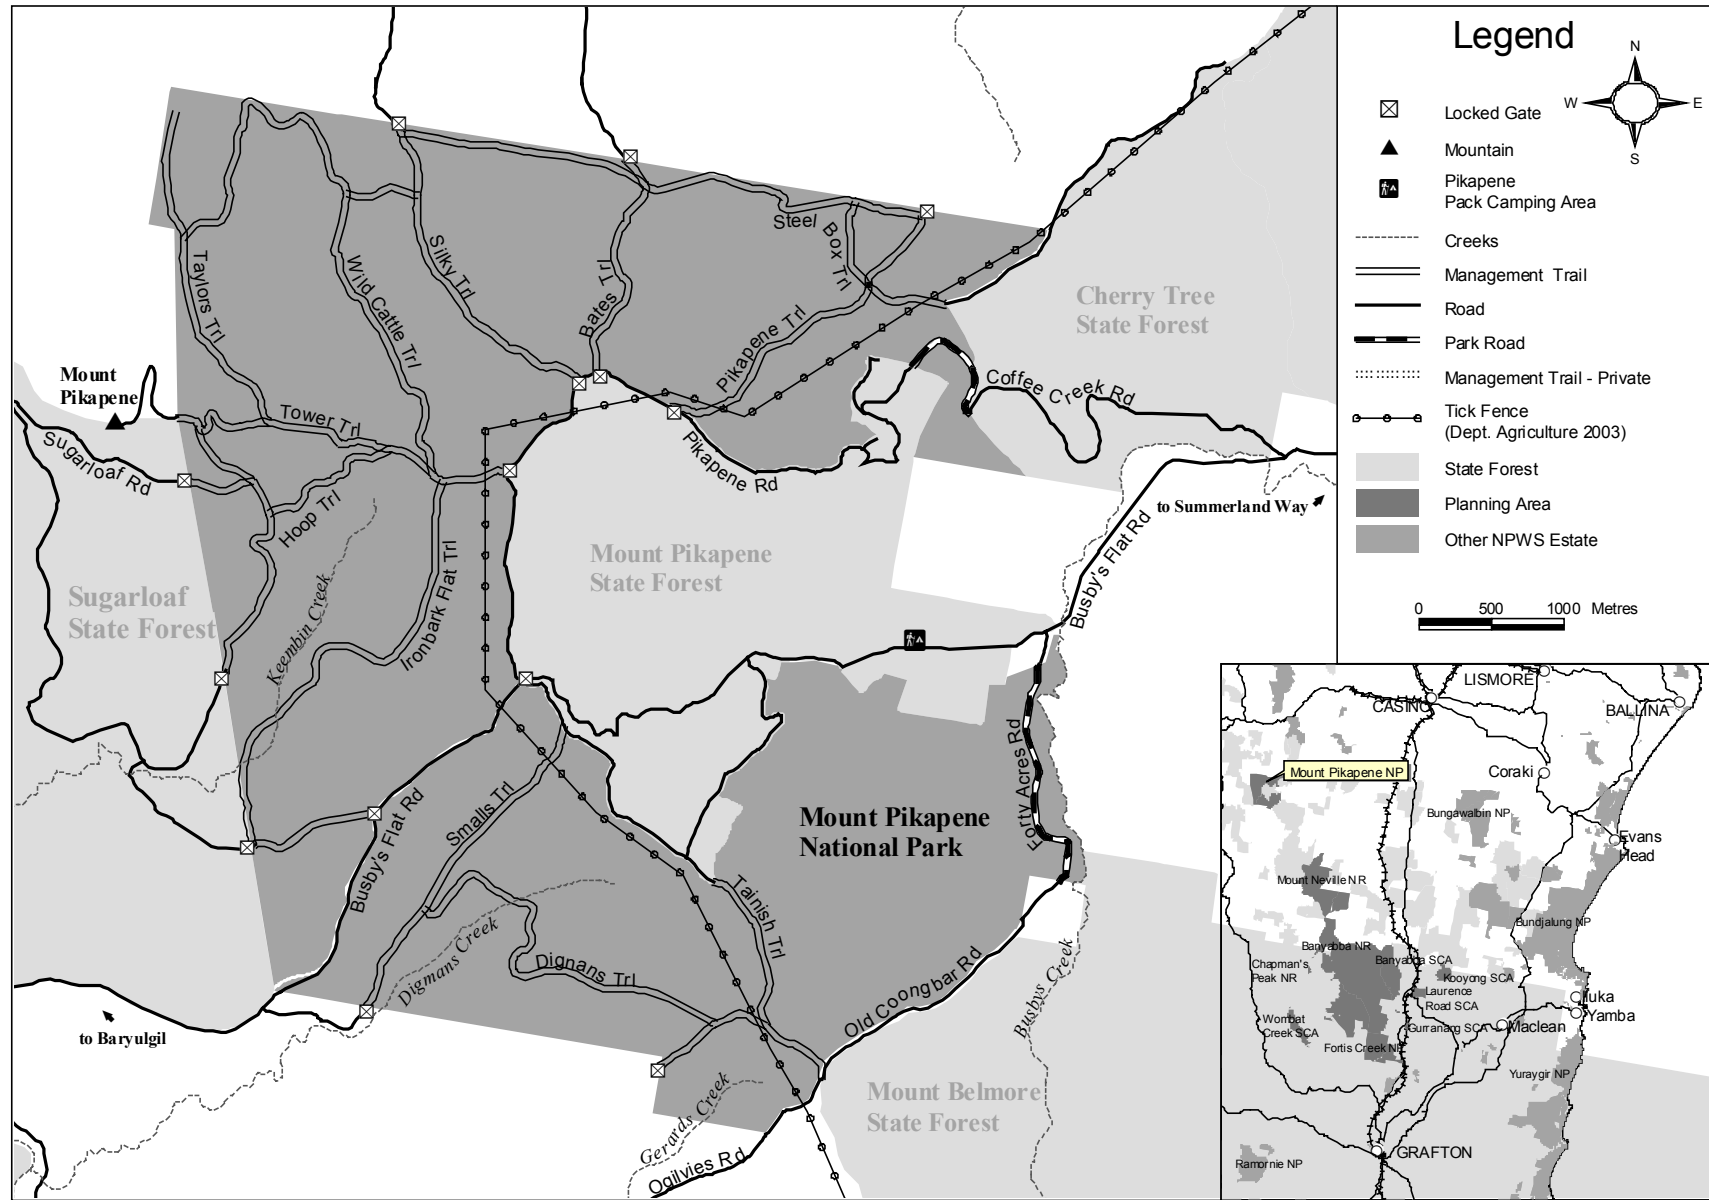 Legend
N
W
E
S
Locked Gate
Mountain
Pikapene
Pack Camping Area
Creeks
Management Trail
Road
Park Road
Management Trail - Private
Tick Fence
(Dept. Agriculture 2003)
State Forest
Planning Area
Other NPWS Estate
0 500 1000 Metres
Steel
Box Trl
Silky Trl
Taylors Trl
Wild Cattle Trl
Bates Trl
Pikapene Trl
Cherry Tree
State Forest
Mount
Pikapene
Coffee Creek Rd
Tower Trl
Sugarloaf Rd
Pikapene Rd
Hoop Trl
to Summerland Way
Busby's Flat Rd
Mount Pikapene
State Forest
Sugarloaf
State Forest
Keembin Creek
Ironbark Flat Trl
Forty Acres Rd
Smalls Trl
Busby's Flat Rd
Mount Pikapene
National Park
Tainish Trl
Digmans Creek
Dignans Trl
Old Coongbar Rd
Busbys Creek
to Baryulgil
Mount Belmore
State Forest
Gerards Creek
Ogilvies Rd
LISMORE
CASINO
BALLINA
Mount Pikapene NP
Coraki
Bungawalbin NP
Evans
Head
Mount Neville NR
Bundjalung NP
Banyabba NR
Banyabba SCA
Chapman's
Peak NR
Kooyong SCA
Laurence
Road SCA
Iluka
Yamba
Wombat
Creek SCA
Gurranang SCA
Maclean
Fortis Creek NP
Yuraygir NP
GRAFTON
Ramornie NP